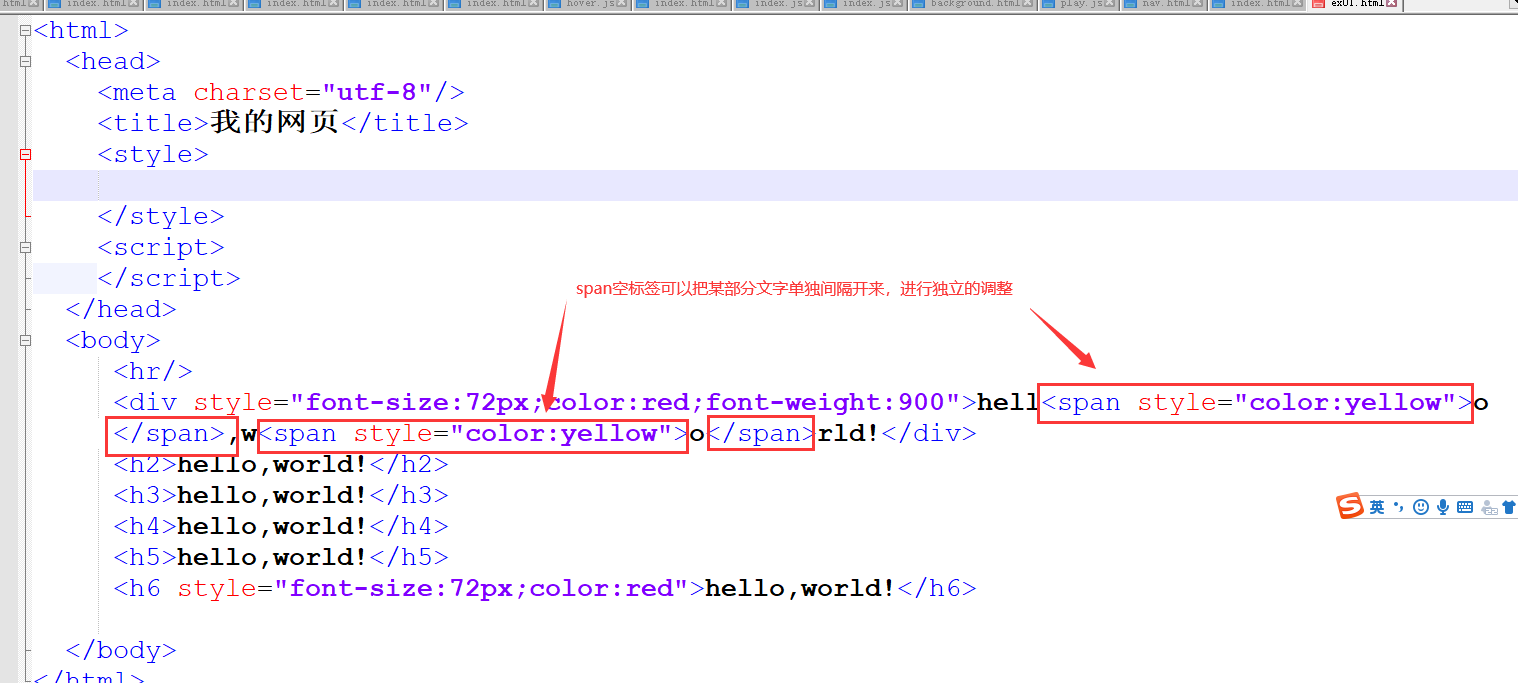 html index.html index.html index.html index.html index.html hover.js index.html index.js index.js background.html play.js nav.html index.html ex01.html
<html>
<head>
<meta charset="utf-8"/>
<title>我的网页</title>
<style>
</style>
<script>
</script>
span空标签可以把某部分文字单独间隔开来，进行独立的调整
</head>
<body>
<hr/>
<div style="font-size:72px;color:red;font-weight:900">hell<span style="color:yellow">o
</span>,w<span style="color:yellow">o</span>rld!</div>
<h2>hello,world!</h2>
<h3>hello,world!</h3>
英
<h4>hello,world!</h4>
<h5>hello,world!</h5>
<h6 style="font-size:72px;color:red">hello,world!</h6>
</body>
</html>